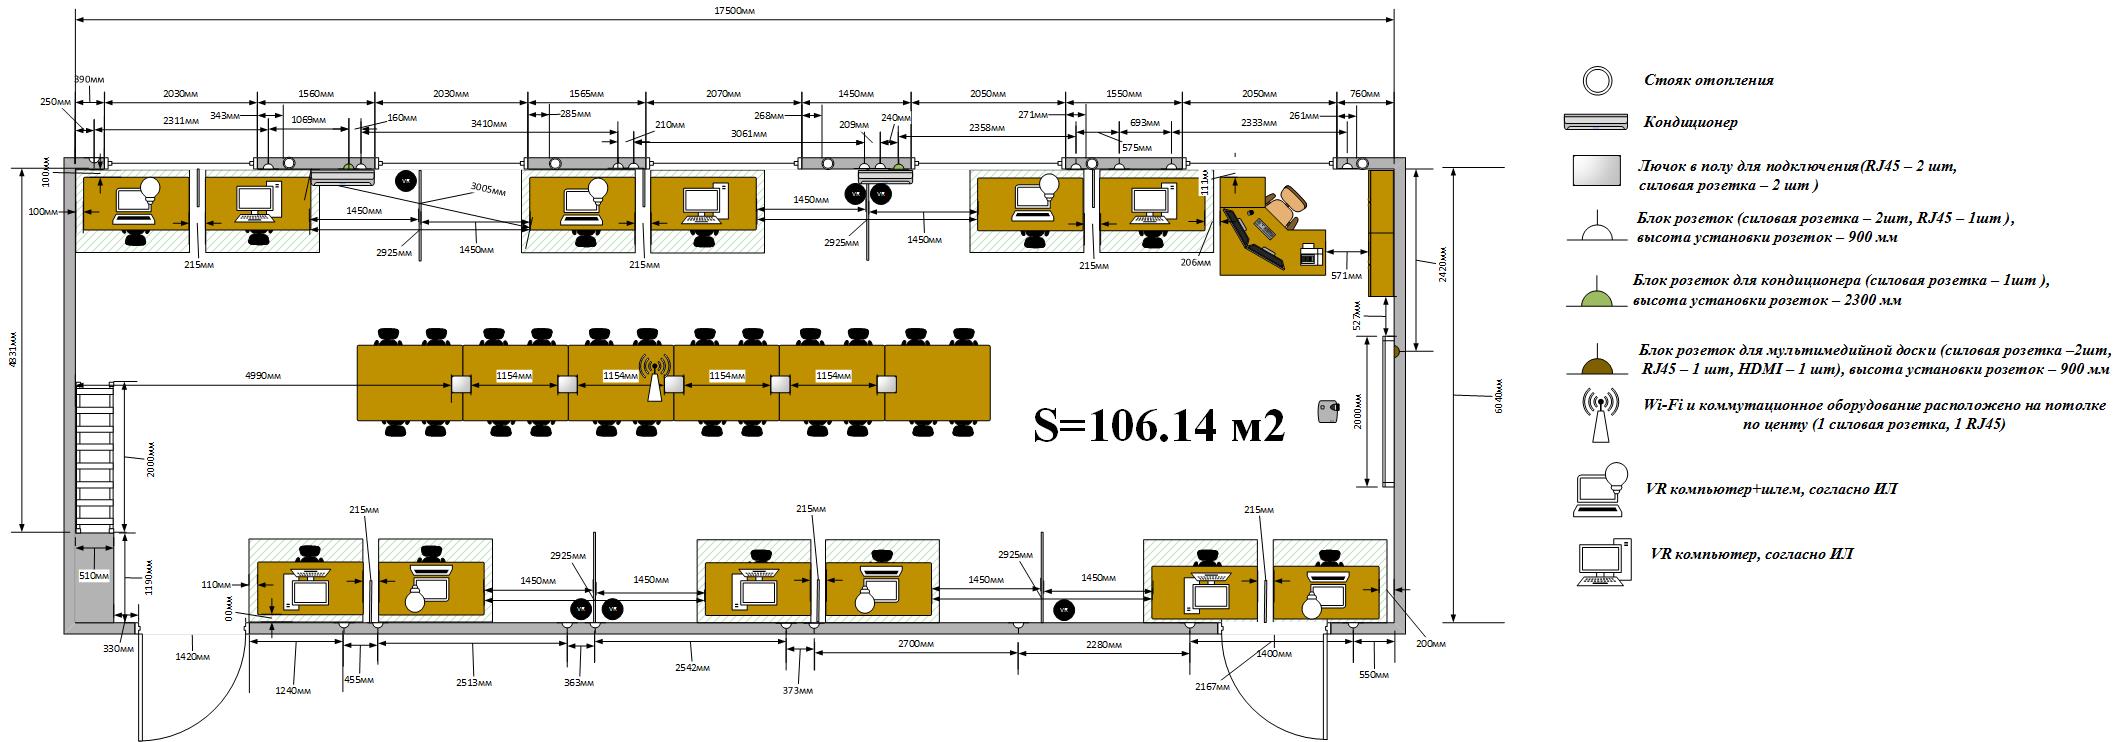 17500мм
390мм
2030мм
1560мм
2030мм
1565мм
2070мм
1450мм
2050мм
1550мм
2050мм
760мм
250мм
2311мм
343мм
1069мм
160мм
3410мм
285мм
210мм
3061мм
268мм
209мм
240мм
2358мм
271мм
693мм
575мм
2333мм
261мм
100мм
100мм
VR
3005мм
1450мм
2925мм
1450мм
215мм
215мм
VR
VR
1450мм
2925мм
1450мм
215мм
111мм
206мм
571мм
2420мм
527мм
4831мм
4990мм
1154мм
1154мм
1154мм
1154мм
S=106.14 м2
2000мм
6040мм
2000мм
510мм
1190мм
330мм
1420мм
215мм
110мм
1450мм
2925мм
1450мм
VR
VR
215мм
1450мм
2925мм
1450мм
VR
215мм
200мм
1240мм
455мм
2513мм
363мм
2542мм
373мм
2700мм
2280мм
2167мм
1400мм
550мм
Стояк отопления
Кондиционер
Лючок в полу для подключения(RJ45 – 2 шт,
силовая розетка – 2 шт )
Блок розеток (силовая розетка – 2шт, RJ45 – 1шт ),
высота установки розеток – 900 мм
Блок розеток для кондиционера (силовая розетка – 1шт ),
высота установки розеток – 2300 мм
Блок розеток для мультимедийной доски (силовая розетка –2шт,
RJ45 – 1 шт, HDMI – 1 шт), высота установки розеток – 900 мм
Wi-Fi и коммутационное оборудование расположено на потолке
по центу (1 силовая розетка, 1 RJ45)
VR компьютер+шлем, согласно ИЛ
VR компьютер, согласно ИЛ